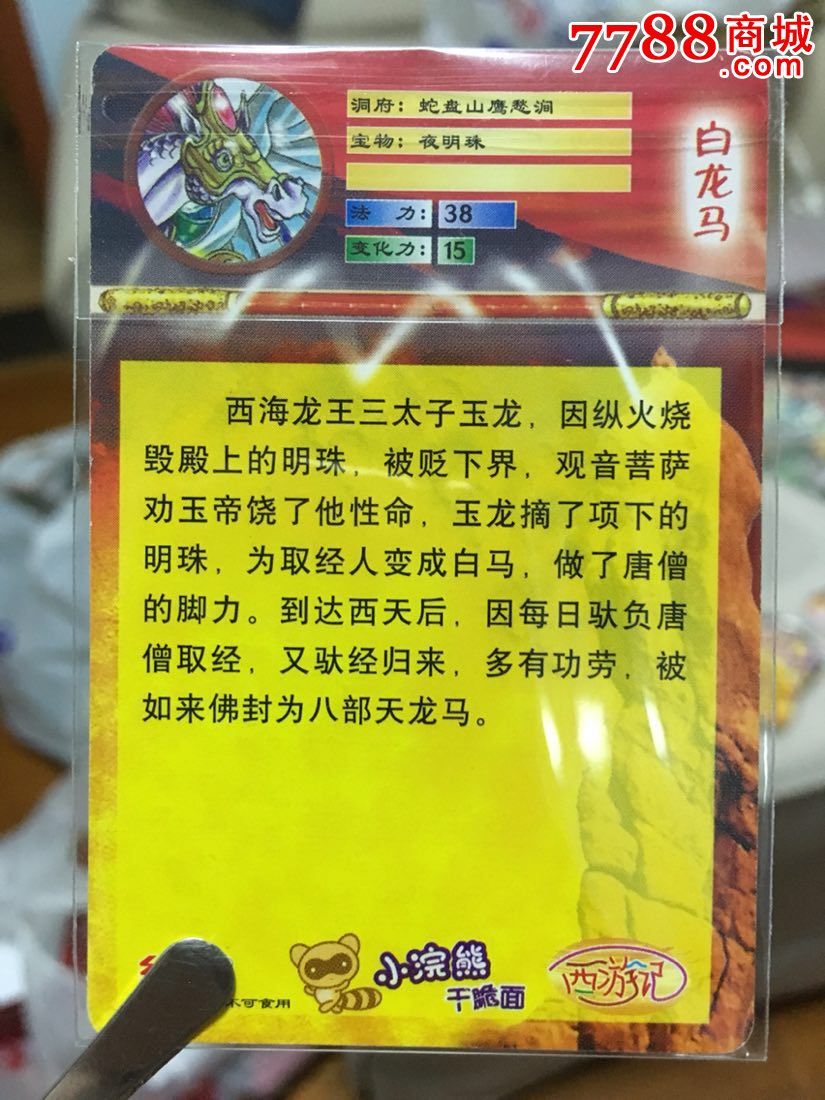 7788商城
.com
洞府：蛇盘山鹰愁涧
宝物：夜明珠
法 力：38
变化力：15
白龙马
西海龙王三太子玉龙，因纵火烧
毁殿上的明珠，被贬下界，观音菩萨
劝玉帝饶了他性命，玉龙摘了项下的
明珠，为取经人变成白马，做了唐僧
的脚力。到达西天后，因每日驮负唐
僧取经，又驮经归来，多有功劳，被
如来佛封为八部天龙马。
小浣熊
干脆面
西游记
不可食用